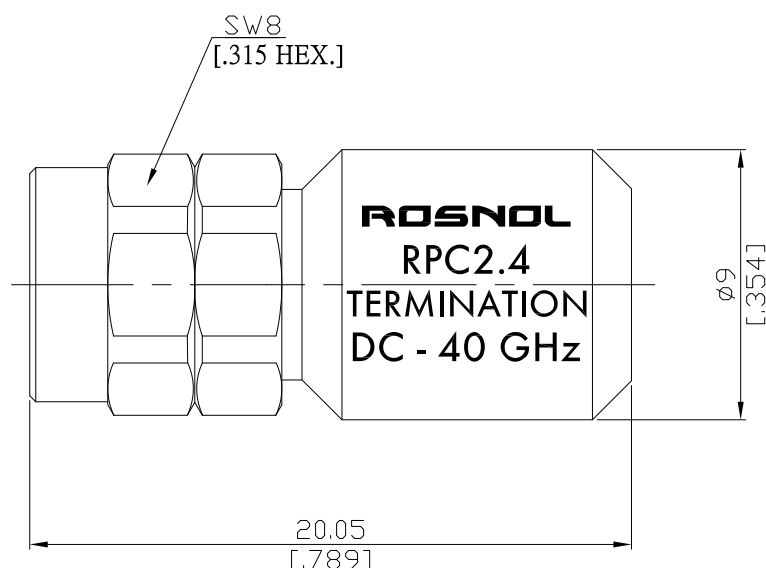 SW8
[.315 HEX.]
ROSNOL
RPC2.4
TERMINATION
DC - 40 GHz
ø9
[.354]
20.05
[.789]